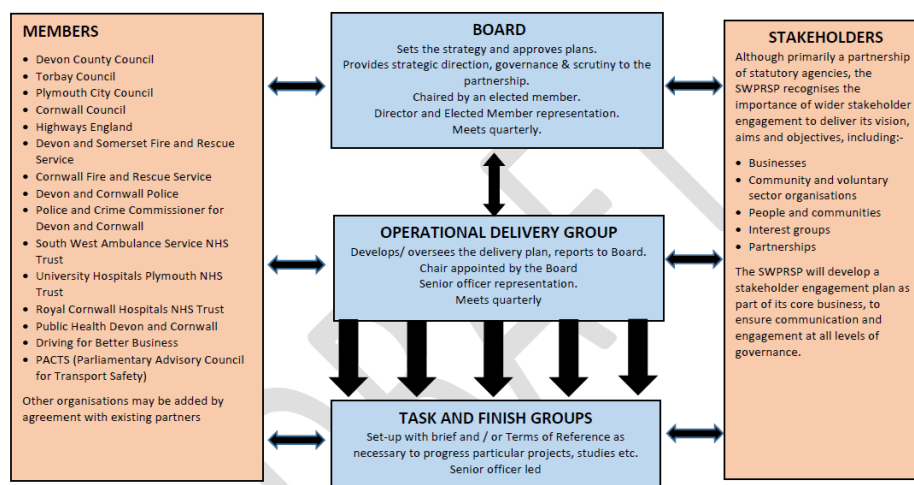 MEMBERS
• Devon County Council
• Torbay Council
• Plymouth City Council
• Cornwall Council
• Highways England
• Devon and Somerset Fire and Rescue
Service
• Cornwall Fire and Rescue Service
• Devon and Cornwall Police
• Police and Crime Commissioner for
Devon and Cornwall
• South West Ambulance Service NHS
Trust
• University Hospitals Plymouth NHS
Trust
• Royal Cornwall Hospitals NHS Trust
• Public Health Devon and Cornwall
• Driving for Better Business
• PACTS (Parliamentary Advisory Council
for Transport Safety)
Other organisations may be added by
agreement with existing partners
BOARD
Sets the strategy and approves plans.
Provides strategic direction, governance & scrutiny to the
partnership.
Chaired by an elected member.
Director and Elected Member representation.
Meets quarterly.
OPERATIONAL DELIVERY GROUP
Develops/ oversees the delivery plan, reports to Board.
Chair appointed by the Board
Senior officer representation.
Meets quarterly
TASK AND FINISH GROUPS
Set-up with brief and / or Terms of Reference as
necessary to progress particular projects, studies etc.
Senior officer led
STAKEHOLDERS
Although primarily a partnership
of statutory agencies, the
SWPRSP recognises the
importance of wider stakeholder
engagement to deliver its vision,
aims and objectives, including:-
• Businesses
• Community and voluntary
sector organisations
• People and communities
• Interest groups
• Partnerships
The SWPRSP will develop a
stakeholder engagement plan as
part of its core business, to
ensure communication and
engagement at all levels of
governance.
DRAFT